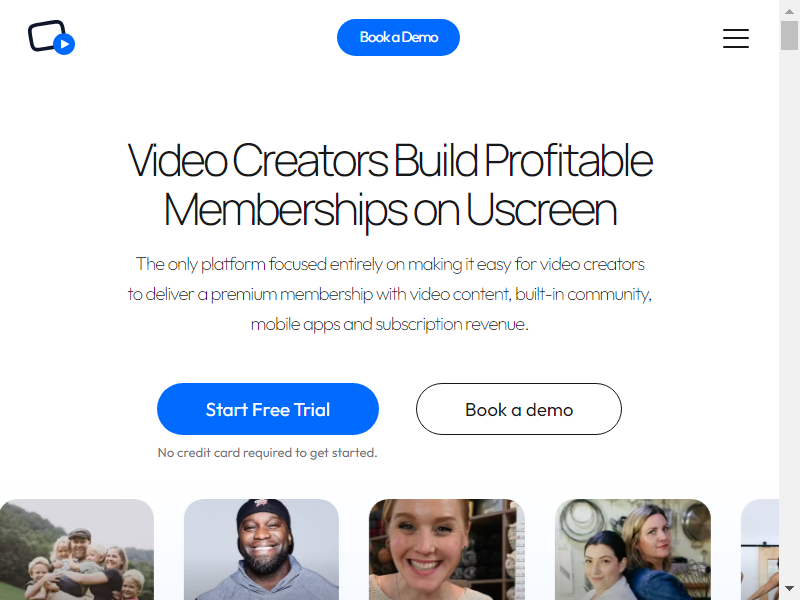 Book a Demo
Video Creators Build Profitable
Memberships on Uscreen
The only platform focused entirely on making it easy for video creators
to deliver a premium membership with video content, built-in community,
mobile apps and subscription revenue.
Start Free Trial
Book a demo
No credit card required to get started.